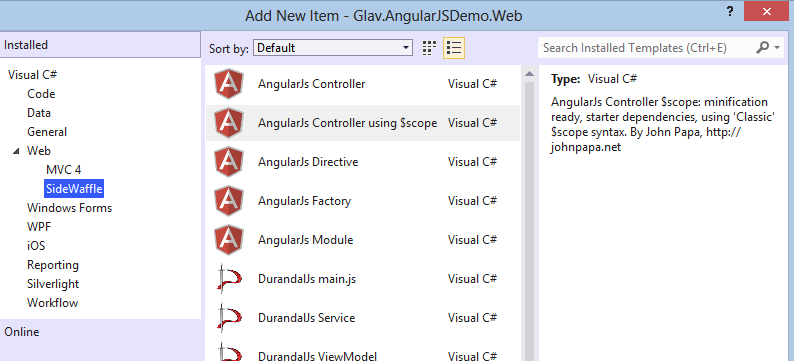 Add New Item - Glav.AngularJSDemo.Web
?
Installed
Sort by: Default
Search Installed Templates (Ctrl+E)
Visual C#
Code
Data
General
Web
MVC 4
SideWaffle
Windows Forms
WPF
iOS
Reporting
Silverlight
Workflow
Online
AngularJs Controller Visual C#
AngularJs Controller using $scope Visual C#
AngularJs Directive Visual C#
AngularJs Factory Visual C#
AngularJs Module Visual C#
DurandalJs main.js Visual C#
DurandalJs Service Visual C#
DurandalJs ViewModel Visual C#
Type: Visual C#
AngularJs Controller $scope: minification
ready, starter dependencies, using 'Classic'
$scope syntax. By John Papa, http://
johnpapa.net